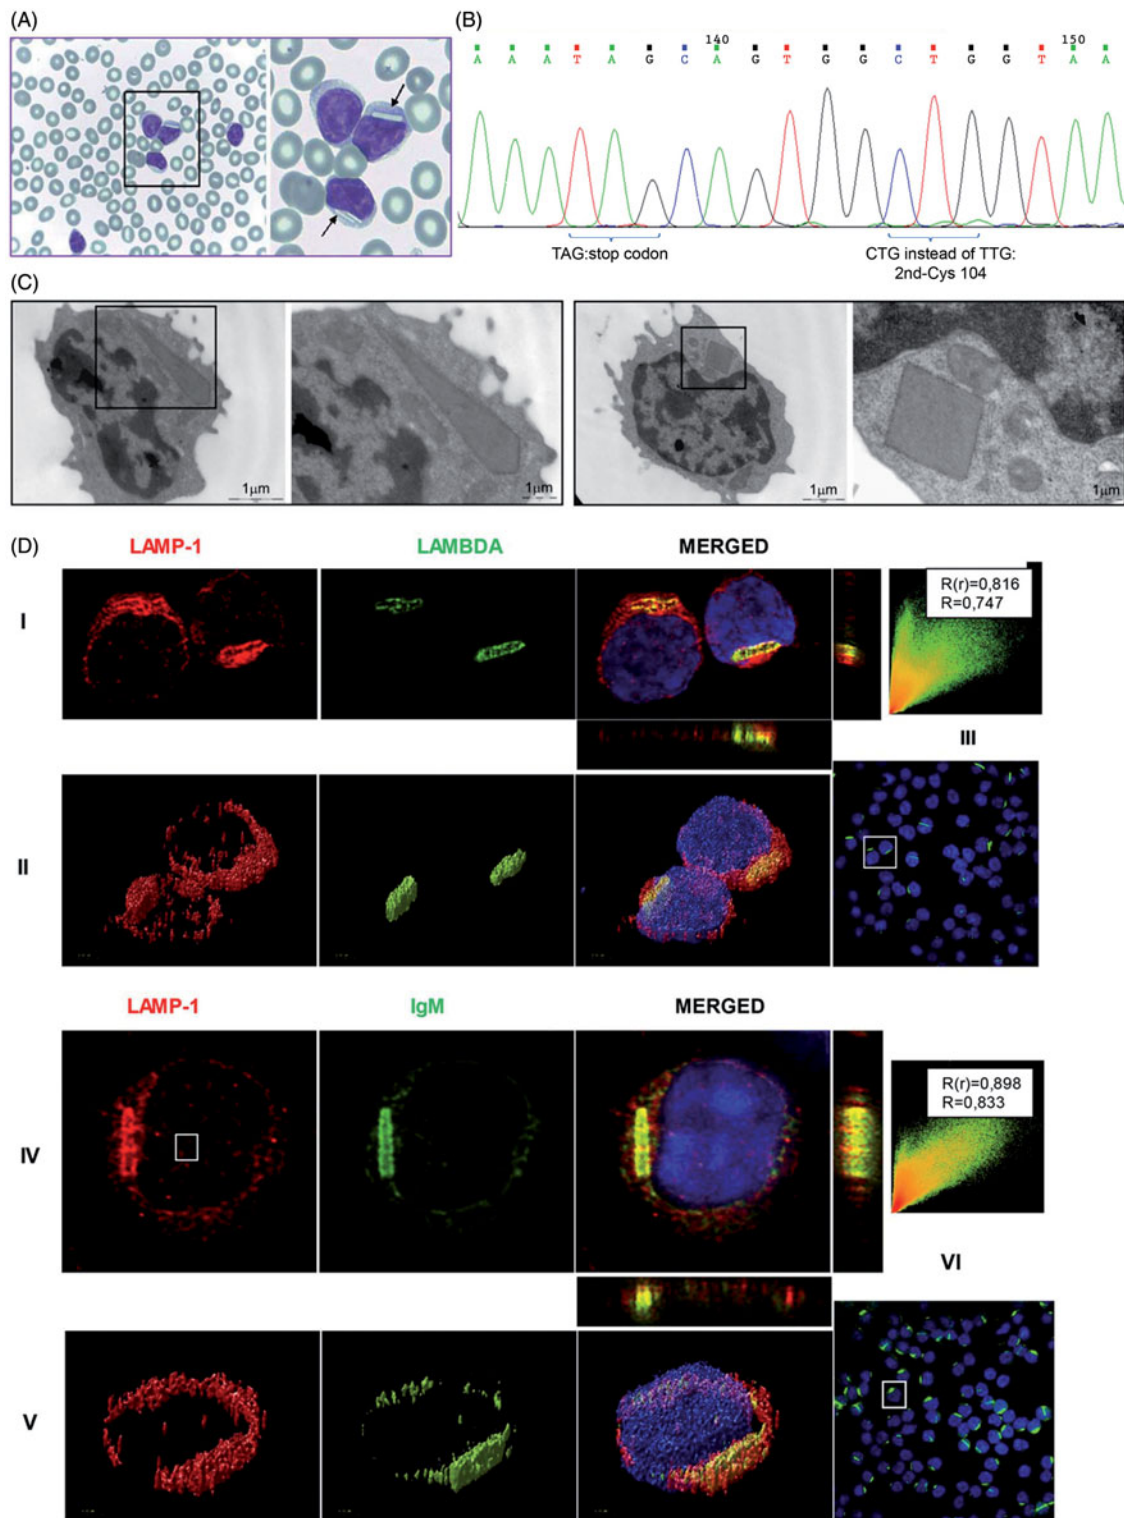 (A)
(B)
140
150
A A A T A G C A G T G G C T G G T A A
TAG:stop codon
CTG instead of TTG:
2nd-Cys 104
(C)
1μm
1μm
1μm
1μm
(D)
LAMP-1
LAMBDA
MERGED
I
R(r)=0,816
R=0,747
III
II
LAMP-1
IgM
MERGED
IV
R(r)=0,898
R=0,833
VI
V